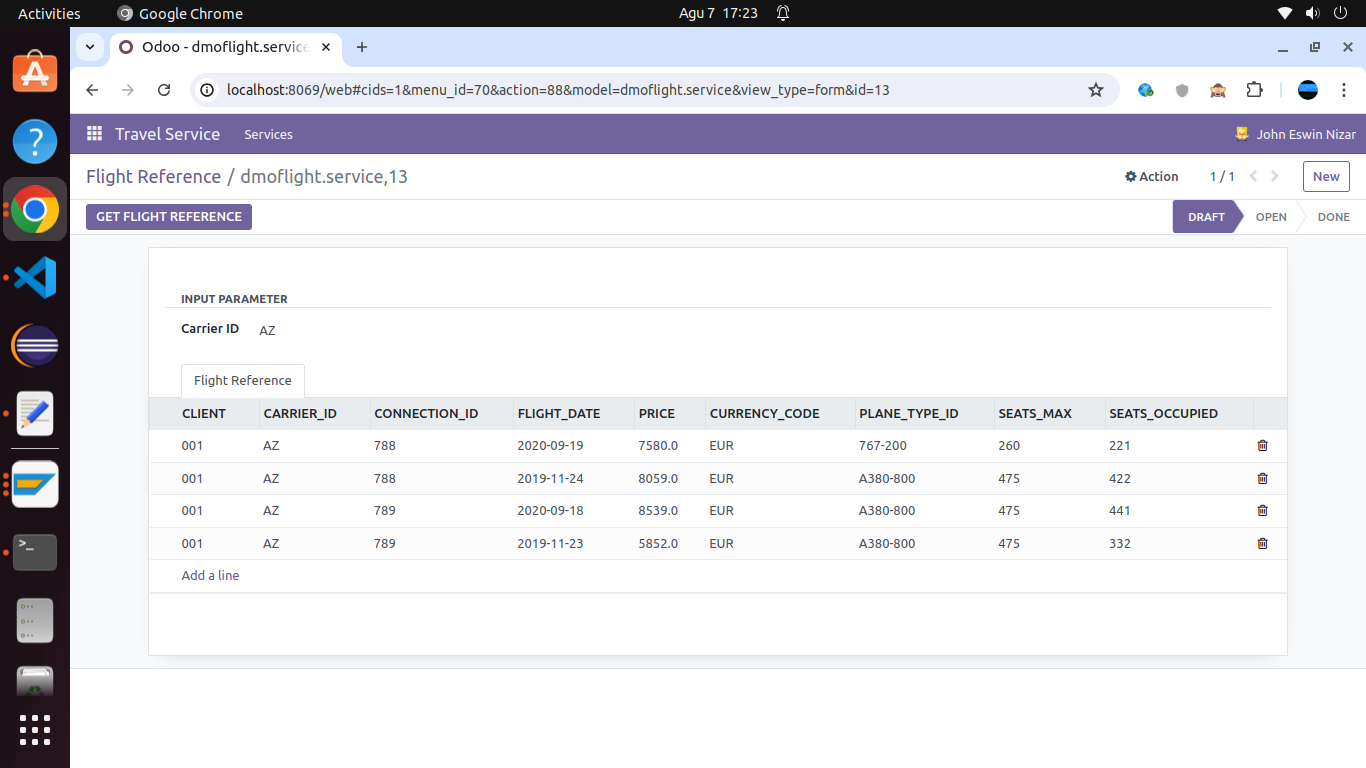 Activities Google Chrome Agu 7 17:23
Odoo - dmoflight.service
localhost:8069/web#cids=1&menu_id=70&action=88&model=dmoflight.service&view_type=form&id=13
Travel Service Services John Eswin Nizar
Flight Reference / dmoflight.service,13 Action 1 / 1 New
GET FLIGHT REFERENCE DRAFT OPEN DONE
INPUT PARAMETER
Carrier ID AZ
Flight Reference
CLIENT CARRIER_ID CONNECTION_ID FLIGHT_DATE PRICE CURRENCY_CODE PLANE_TYPE_ID SEATS_MAX SEATS_OCCUPIED
001 AZ 788 2020-09-19 7580.0 EUR 767-200 260 221
001 AZ 788 2019-11-24 8059.0 EUR A380-800 475 422
001 AZ 789 2020-09-18 8539.0 EUR A380-800 475 441
001 AZ 789 2019-11-23 5852.0 EUR A380-800 475 332
Add a line